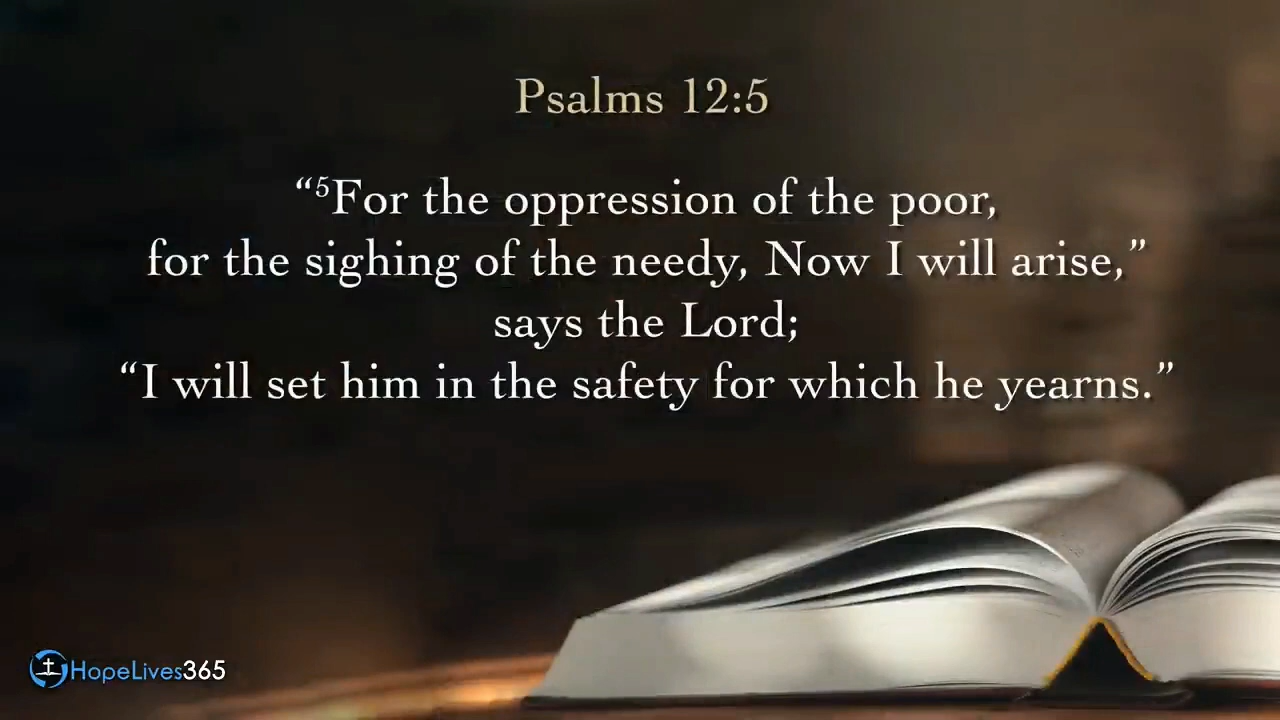 Psalms 12:5
“⁵For the oppression of the poor,
for the sighing of the needy, Now I will arise,”
says the Lord;
“I will set him in the safety for which he yearns.”
HopeLives365